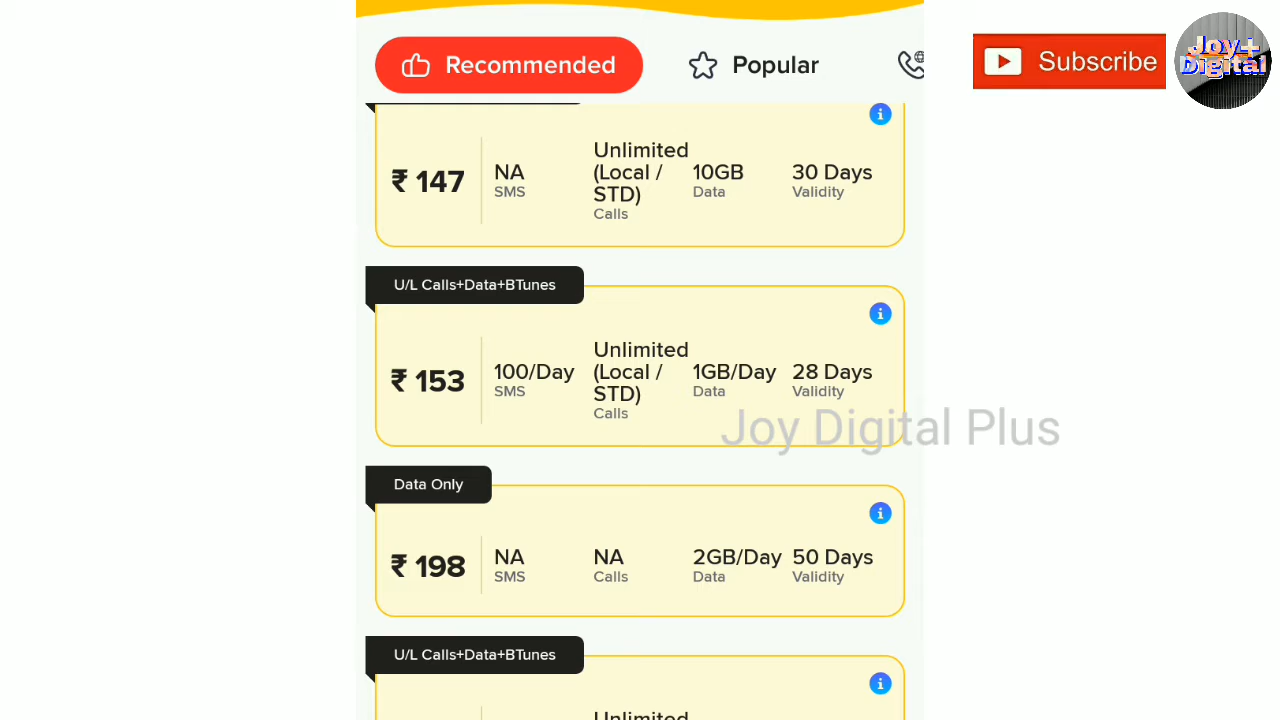 Recommended
Popular
Subscribe
Joy+
Digital
₹ 147
NA
SMS
Unlimited
(Local /
STD)
Calls
10GB
Data
30 Days
Validity
U/L Calls+Data+BTunes
₹ 153
100/Day
SMS
Unlimited
(Local /
STD)
Calls
1GB/Day
Data
28 Days
Validity
Joy Digital Plus
Data Only
₹ 198
NA
SMS
NA
Calls
2GB/Day
Data
50 Days
Validity
U/L Calls+Data+BTunes
Unlimited